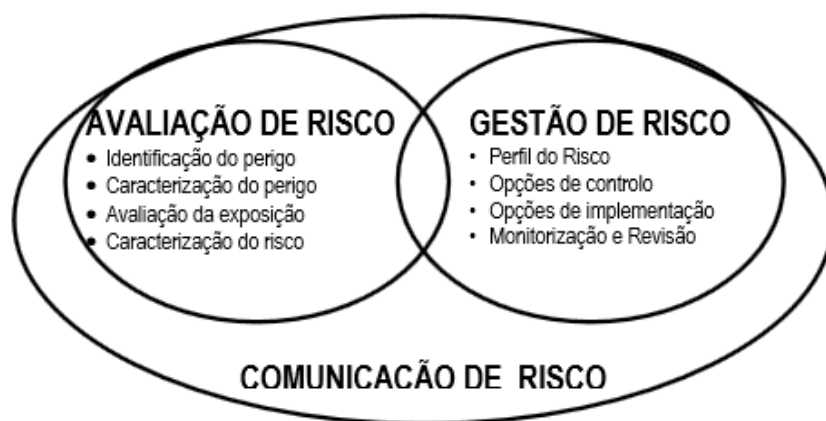 AVALIAÇÃO DE RISCO
• Identificação do perigo
• Caracterização do perigo
• Avaliação da exposição
• Caracterização do risco
GESTÃO DE RISCO
• Perfil do Risco
• Opções de controlo
• Opções de implementação
• Monitorização e Revisão
COMUNICAÇÃO DE RISCO